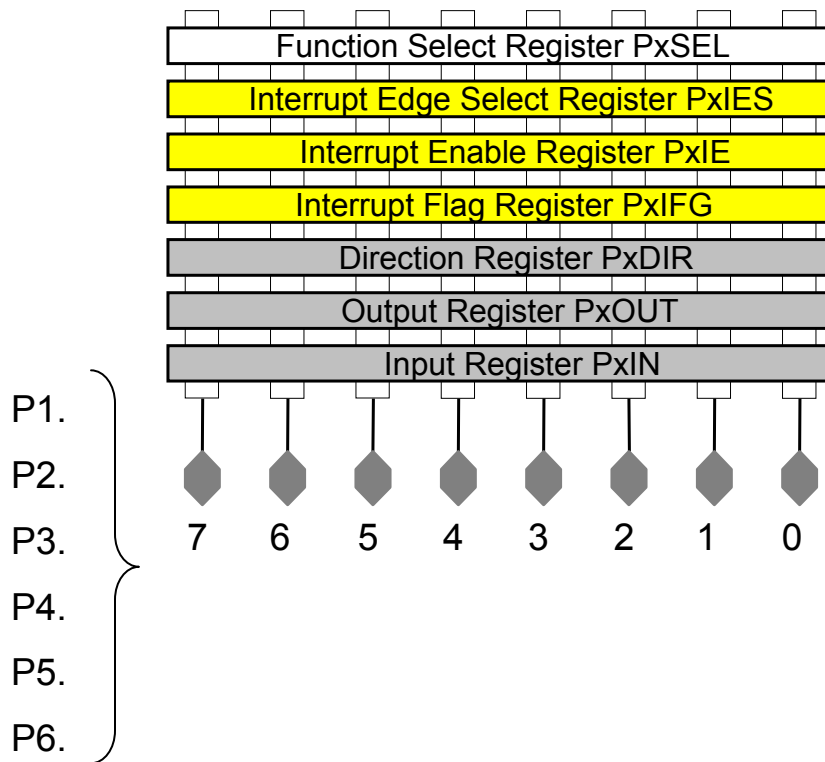 Function Select Register PxSEL
Interrupt Edge Select Register PxIES
Interrupt Enable Register PxIE
Interrupt Flag Register PxIFG
Direction Register PxDIR
Output Register PxOUT
Input Register PxIN
P1.
P2.
P3.
7 6 5 4 3 2 1 0
P4.
P5.
P6.